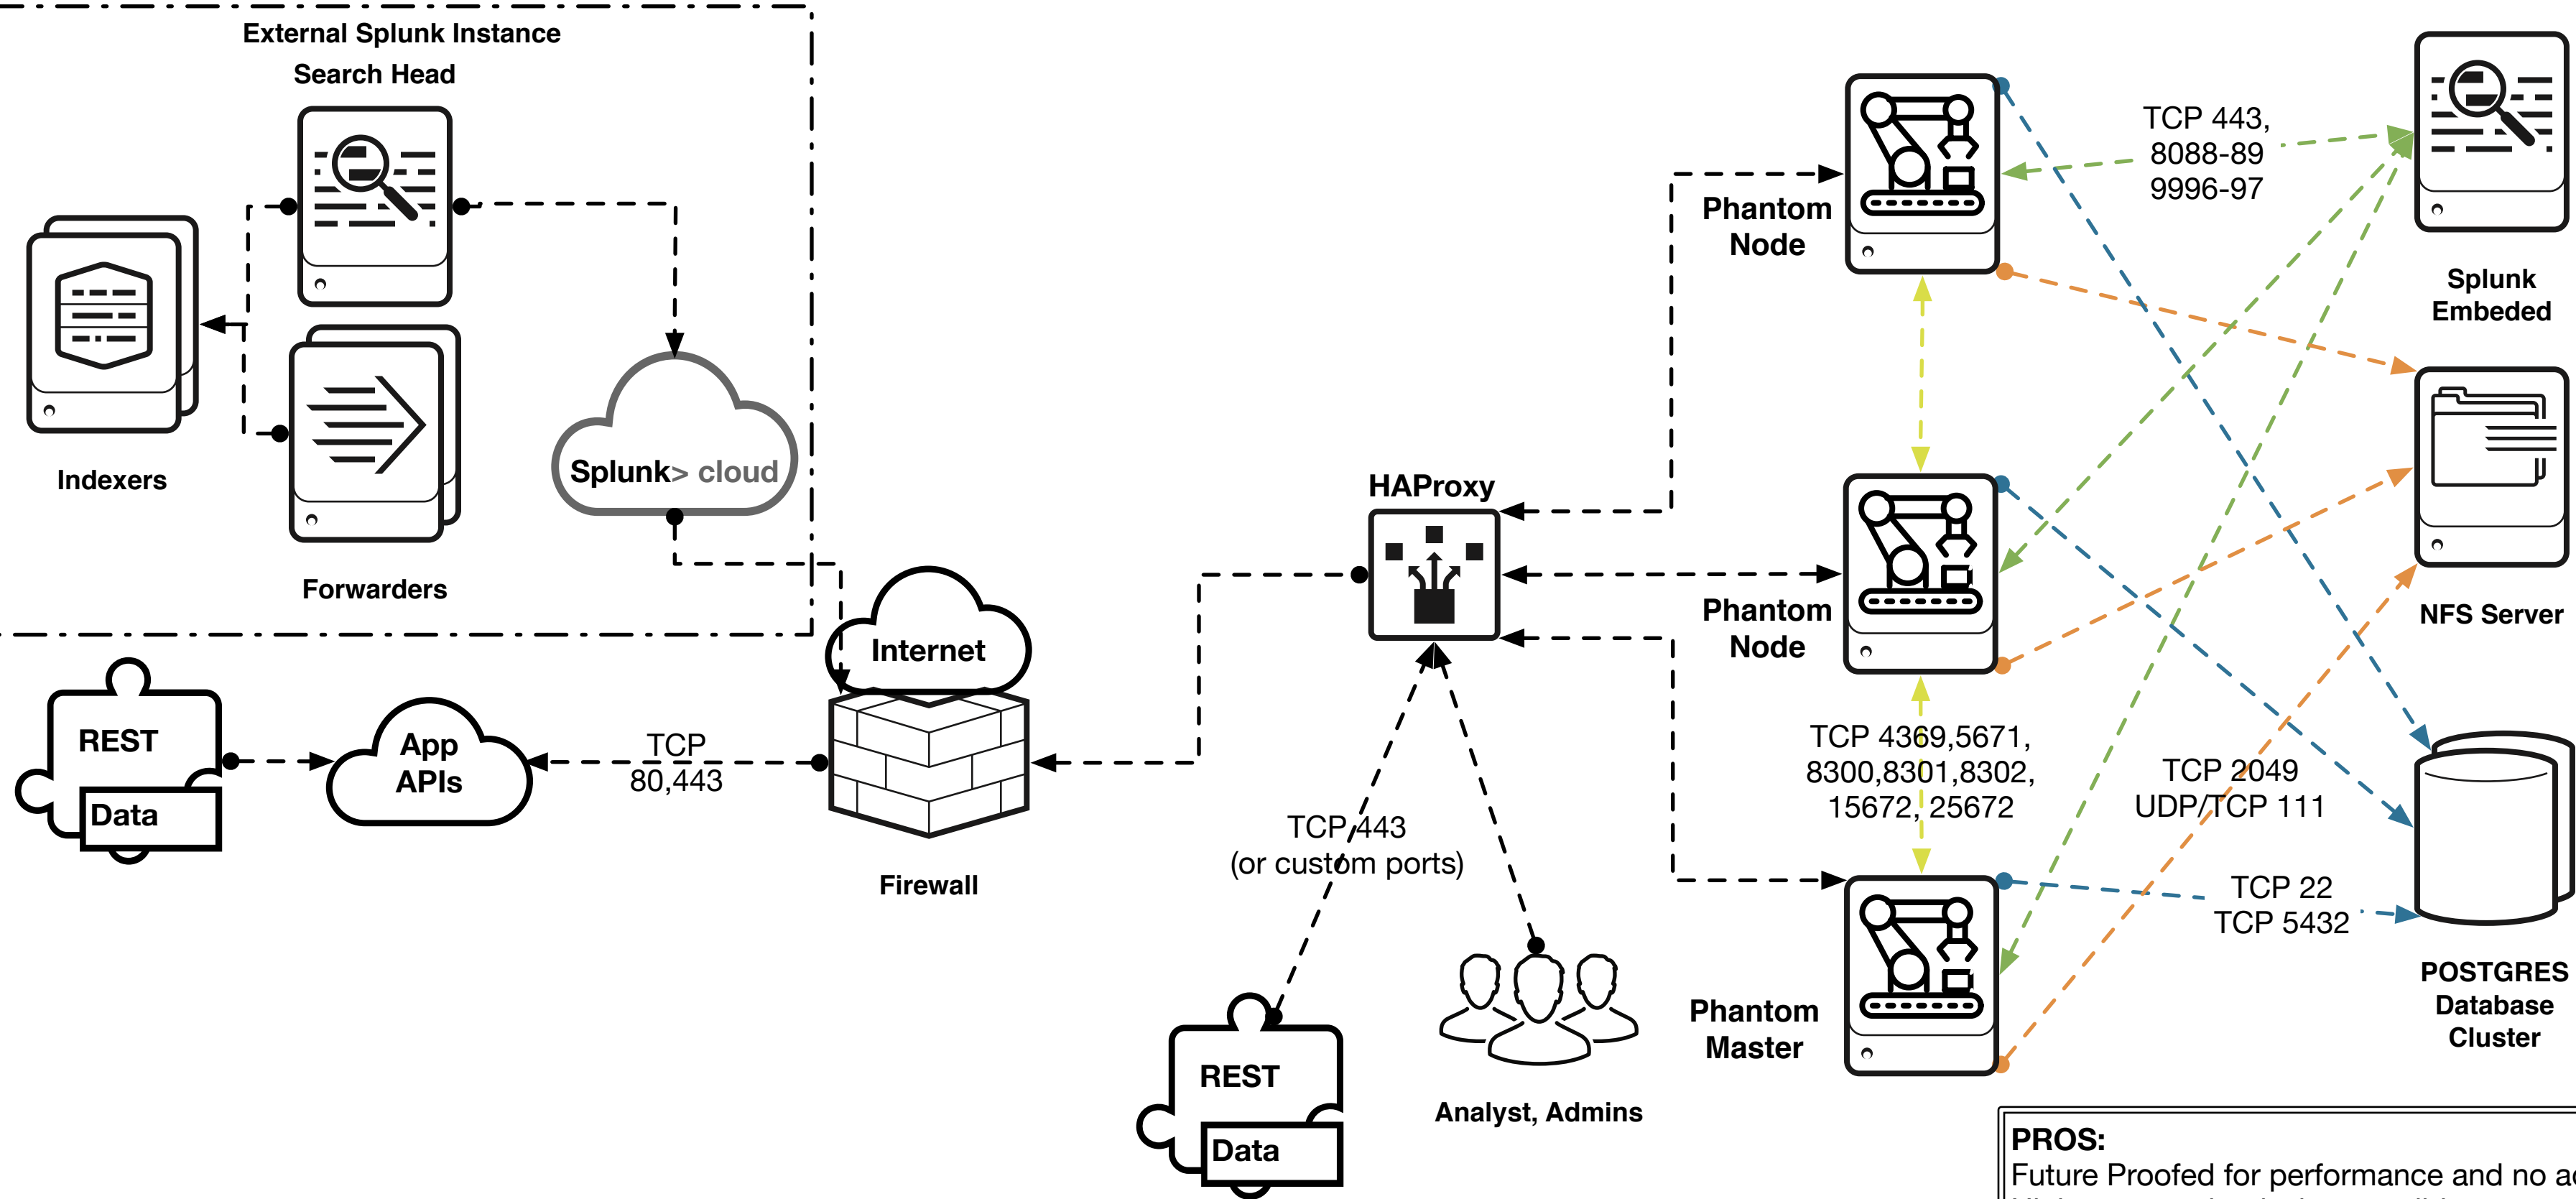 External Splunk Instance
Search Head
Indexers
Forwarders
Splunk> cloud
Internet
REST
Data
App
APIs
TCP
80,443
Firewall
HAProxy
TCP 443
(or custom ports)
REST
Data
Analyst, Admins
Phantom
Node
Phantom
Node
Phantom
Master
TCP 443,
8088-89
9996-97
TCP 4369,5671,
8300,8301,8302,
15672, 25672
TCP 2049
UDP/TCP 111
TCP 22
TCP 5432
Splunk
Embeded
NFS Server
POSTGRES
Database
Cluster
PROS:
Future Proofed for performance and no